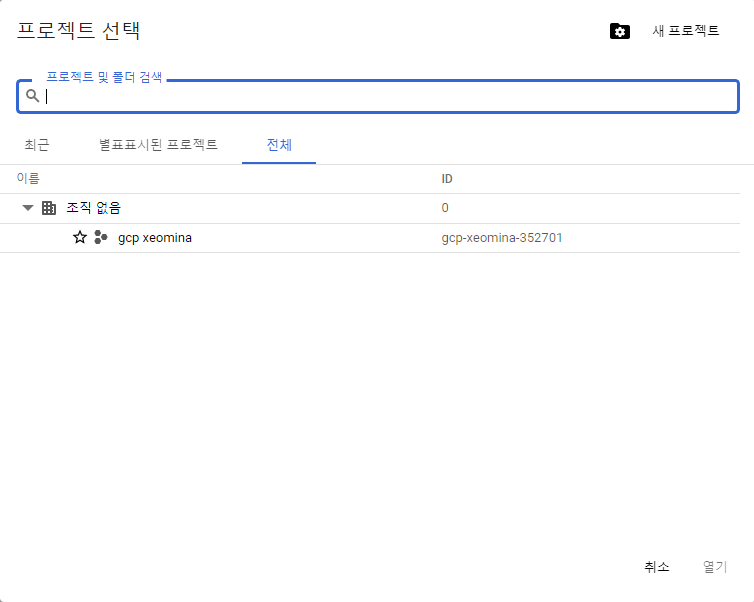 프로젝트 선택
새 프로젝트
프로젝트 및 폴더 검색
최근 별표표시된 프로젝트 전체
이름 ID
조직 없음 0
gcp xeomina gcp-xeomina-352701
취소 열기